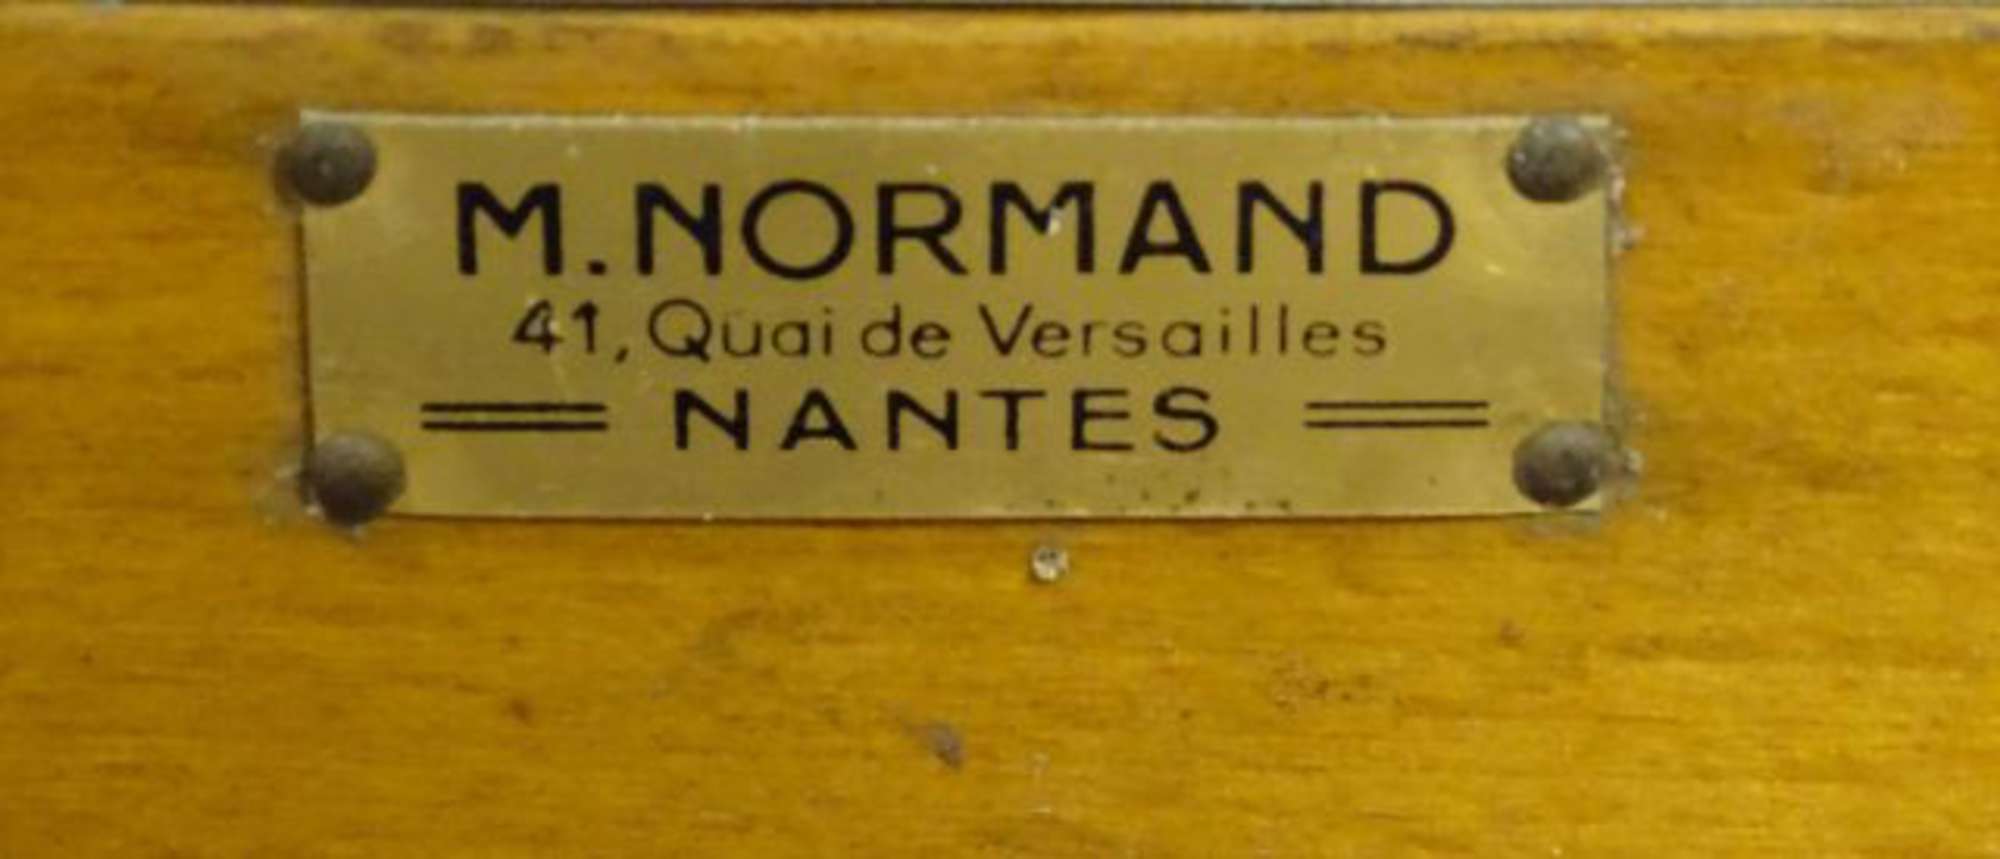 M. NORMAND
41, Quai de Versailles
NANTES